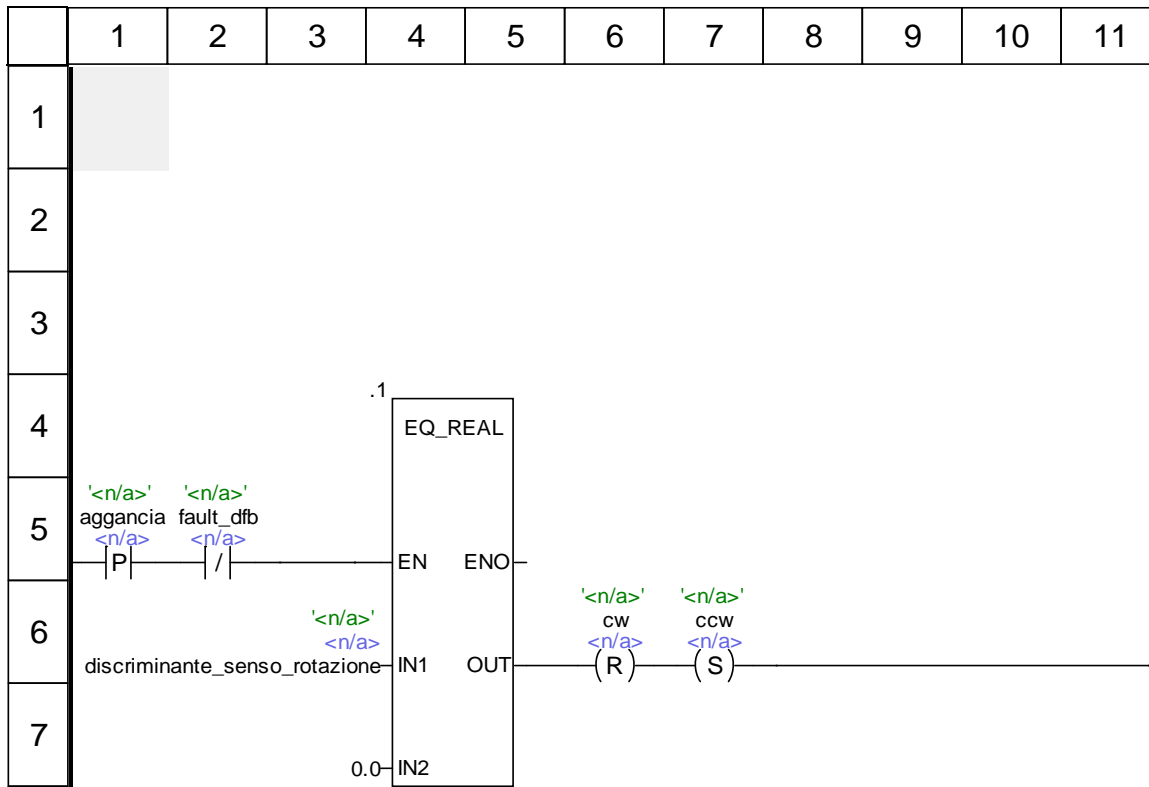 1 2 3 4 5 6 7 8 9 10 11
1
2
3
.1
4
EQ_REAL
'<n/a>' '<n/a>'
5
aggancia fault_dfb
<n/a> <n/a>
P / EN ENO
'<n/a>' '<n/a>'
'<n/a>' cw ccw
6
<n/a> <n/a> <n/a>
discriminante_senso_rotazione IN1 OUT R S
7
0.0 IN2